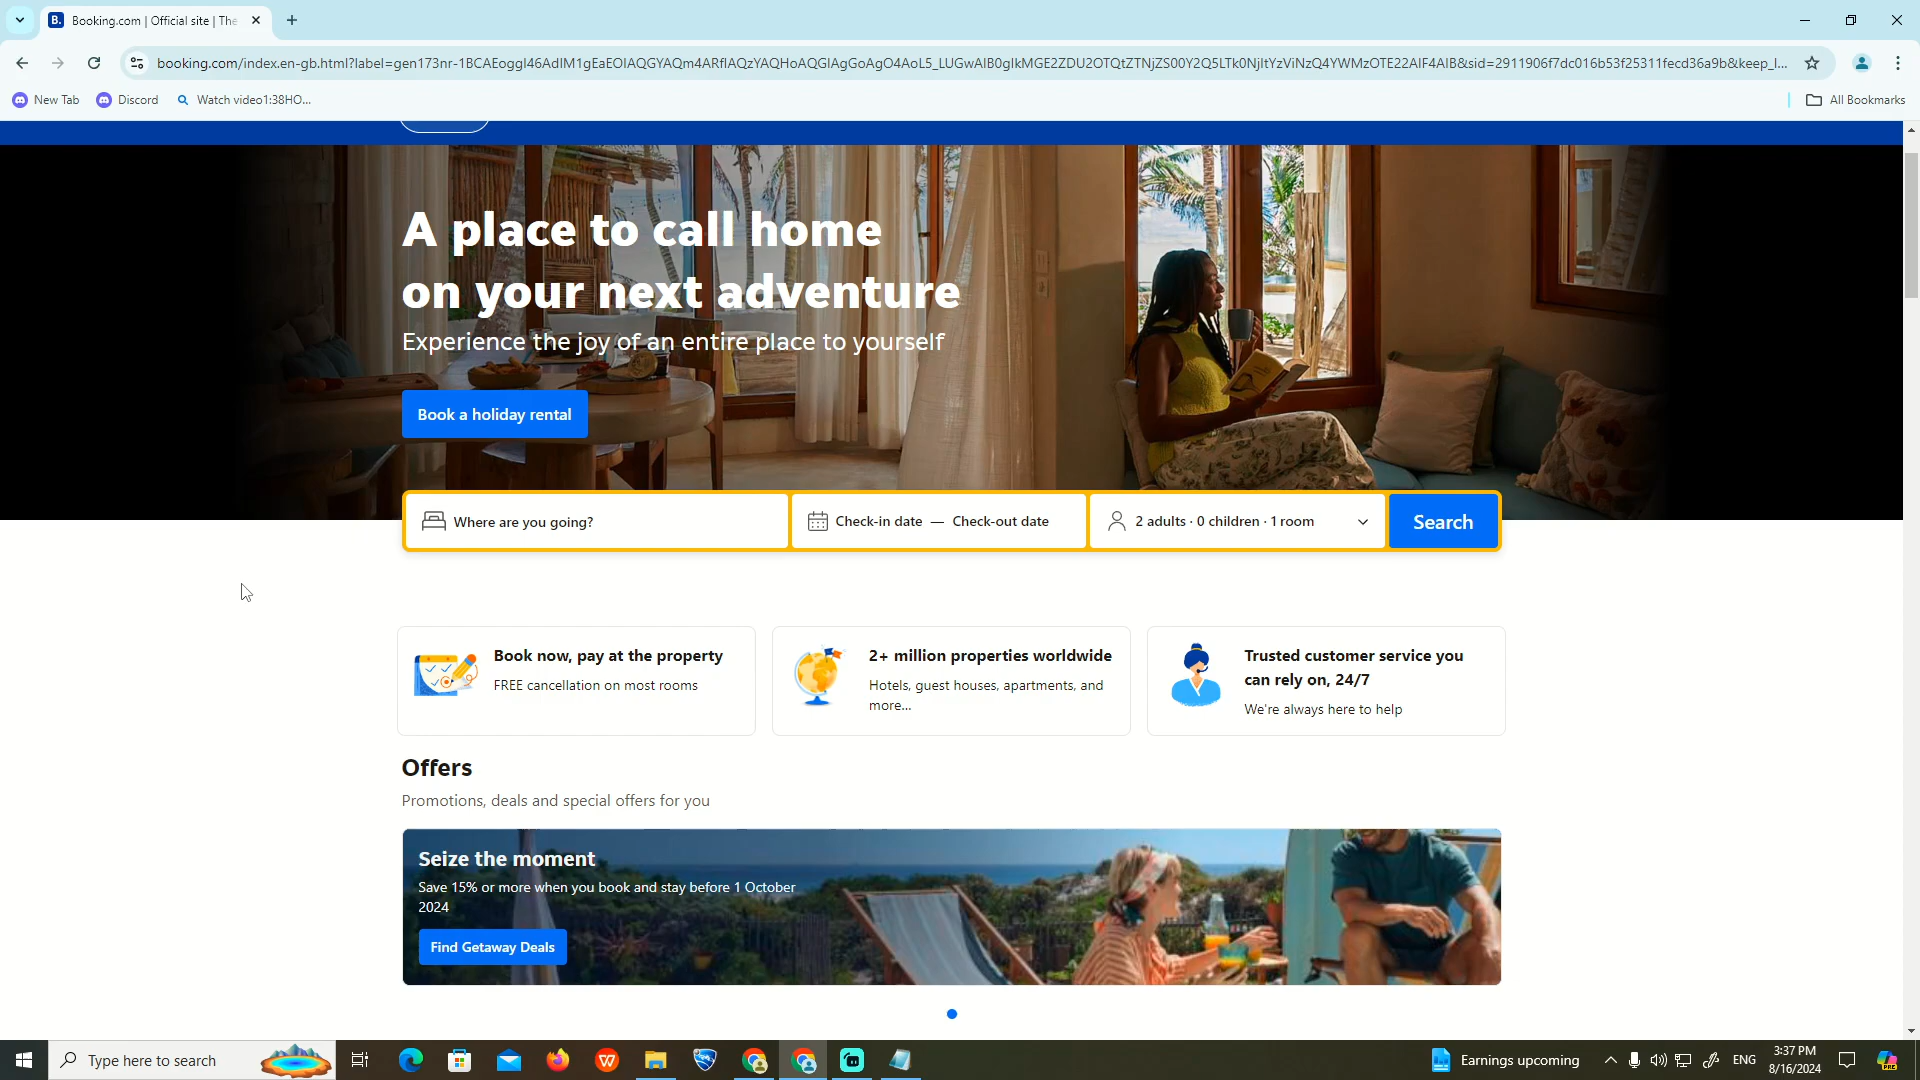 Booking.com | Official site | The
booking.com/index.en-gb.html?label=gen173nr-1BCAEoggI46AdIM1gEaEOIAQGYAQm4ARfIAQzYAQHoAQGIAgGoAgO4AoL5_LUGwAIB0gIkMGE2ZDU2OTQtZTNjZS00Y2Q5LTk0NjItYzViNzQ4YWMzOTE22AIF4AIB&sid=2911906f7dc016b53f25311fecd36a9b&keep_l...
New Tab
Discord
Watch video1:38HO...
All Bookmarks
A place to call home
on your next adventure
Experience the joy of an entire place to yourself
Book a holiday rental
Where are you going?
Check-in date — Check-out date
2 adults · 0 children · 1 room
Search
Book now, pay at the property
FREE cancellation on most rooms
2+ million properties worldwide
Hotels, guest houses, apartments, and
more...
Trusted customer service you
can rely on, 24/7
We're always here to help
Offers
Promotions, deals and special offers for you
Seize the moment
Save 15% or more when you book and stay before 1 October
2024
Find Getaway Deals
Type here to search
Earnings upcoming
ENG
3:37 PM
8/16/2024